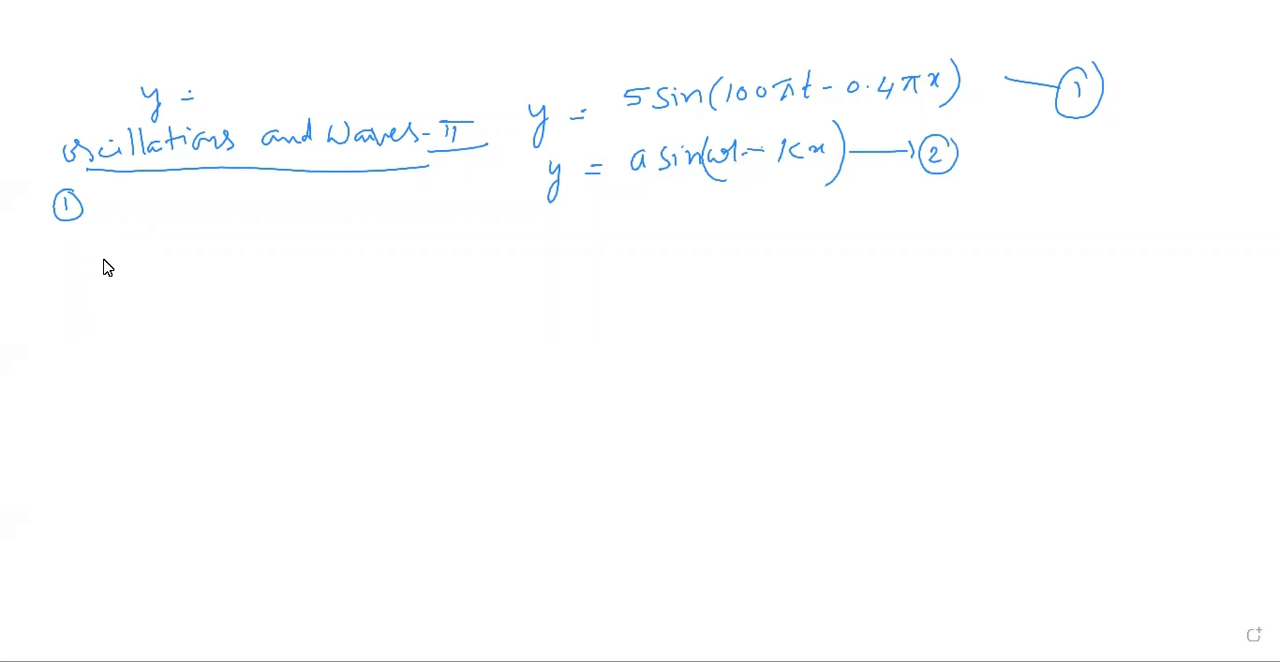 y =
oscillations and Waves-II
①
y = 5 sin(100πt - 0.4πx) — ①
y = a sin(ωt - Kx) → ②